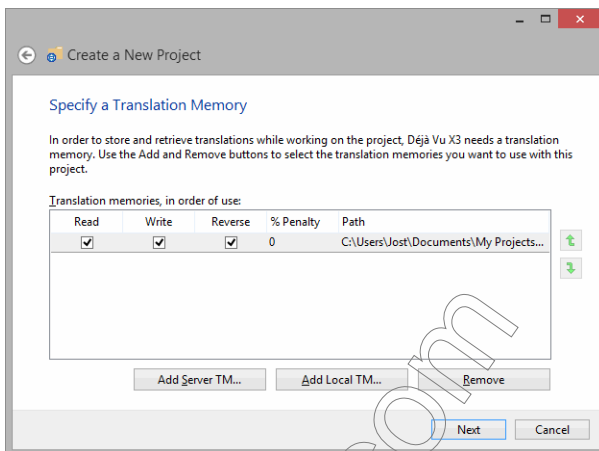 Create a New Project
Specify a Translation Memory
In order to store and retrieve translations while working on the project, Déjà Vu X3 needs a translation
memory. Use the Add and Remove buttons to select the translation memories you want to use with this
project.
Translation memories, in order of use:
Read Write Reverse % Penalty Path
0 C:\Users\Jost\Documents\My Projects...
Add Server TM... Add Local TM... Remove
com
Next Cancel